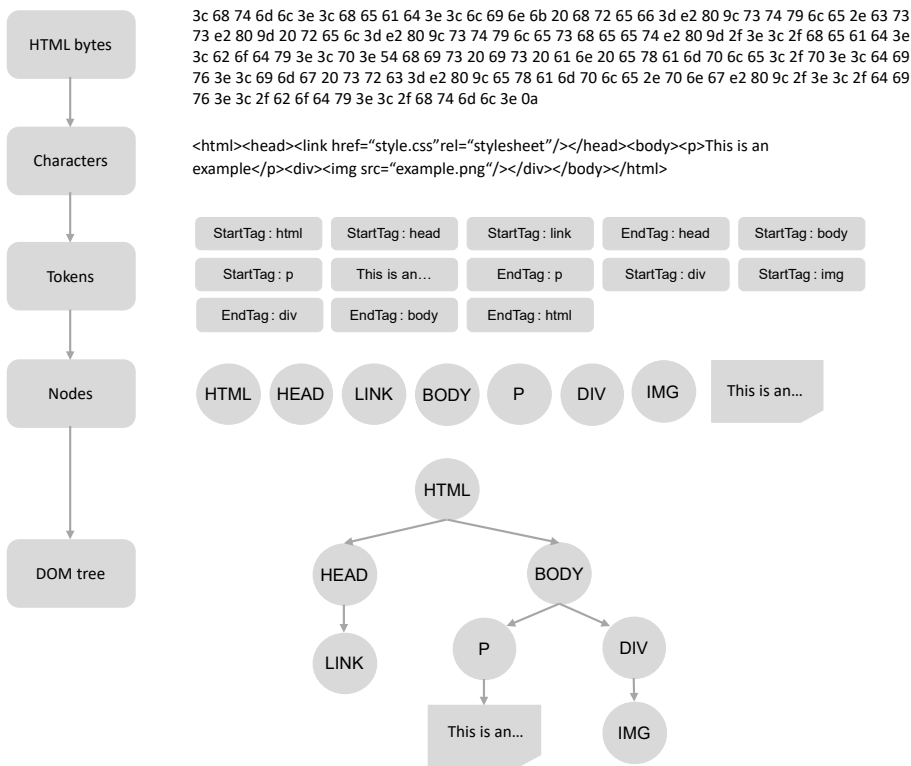 HTML bytes
3c 68 74 6d 6c 3e 3c 68 65 61 64 3e 3c 6c 69 6e 6b 20 68 72 65 66 3d e2 80 9c 73 74 79 6c 65 2e 63 73
73 e2 80 9d 20 72 65 6c 3d e2 80 9c 73 74 79 6c 65 73 68 65 65 74 e2 80 9d 2f 3e 3c 2f 68 65 61 64 3e
3c 62 6f 64 79 3e 3c 70 3e 54 68 69 73 20 69 73 20 61 6e 20 65 78 61 6d 70 6c 65 3c 2f 70 3e 3c 64 69
76 3e 3c 69 6d 67 20 73 72 63 3d e2 80 9c 65 78 61 6d 70 6c 65 2e 70 6e 67 e2 80 9c 2f 3e 3c 2f 64 69
76 3e 3c 2f 62 6f 64 79 3e 3c 2f 68 74 6d 6c 3e 0a
Characters
<html><head><link href=“style.css”rel=“stylesheet”/></head><body><p>This is an
example</p><div><img src=“example.png“/></div></body></html>
Tokens
StartTag : html
StartTag : head
StartTag : link
EndTag : head
StartTag : body
StartTag : p
This is an…
EndTag : p
StartTag : div
StartTag : img
EndTag : div
EndTag : body
EndTag : html
Nodes
HTML
HEAD
LINK
BODY
P
DIV
IMG
This is an…
DOM tree
HTML
HEAD
BODY
LINK
P
DIV
This is an…
IMG